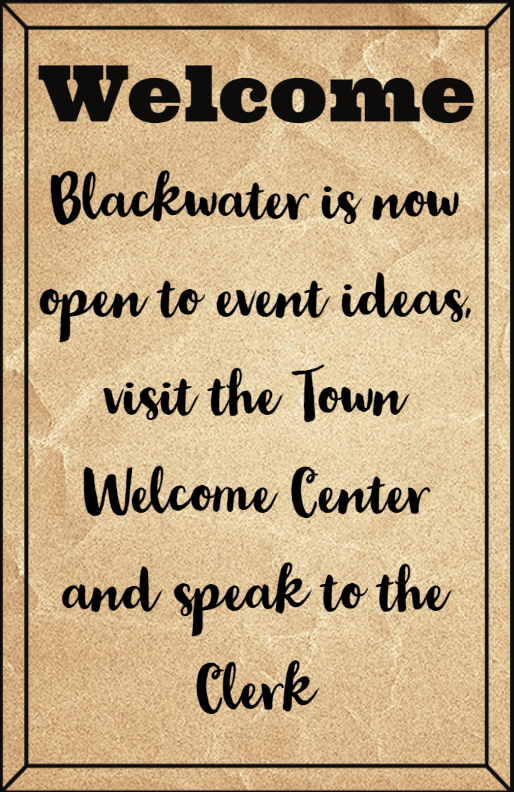 Welcome
Blackwater is now
open to event ideas,
visit the Town
Welcome Center
and speak to the
Clerk